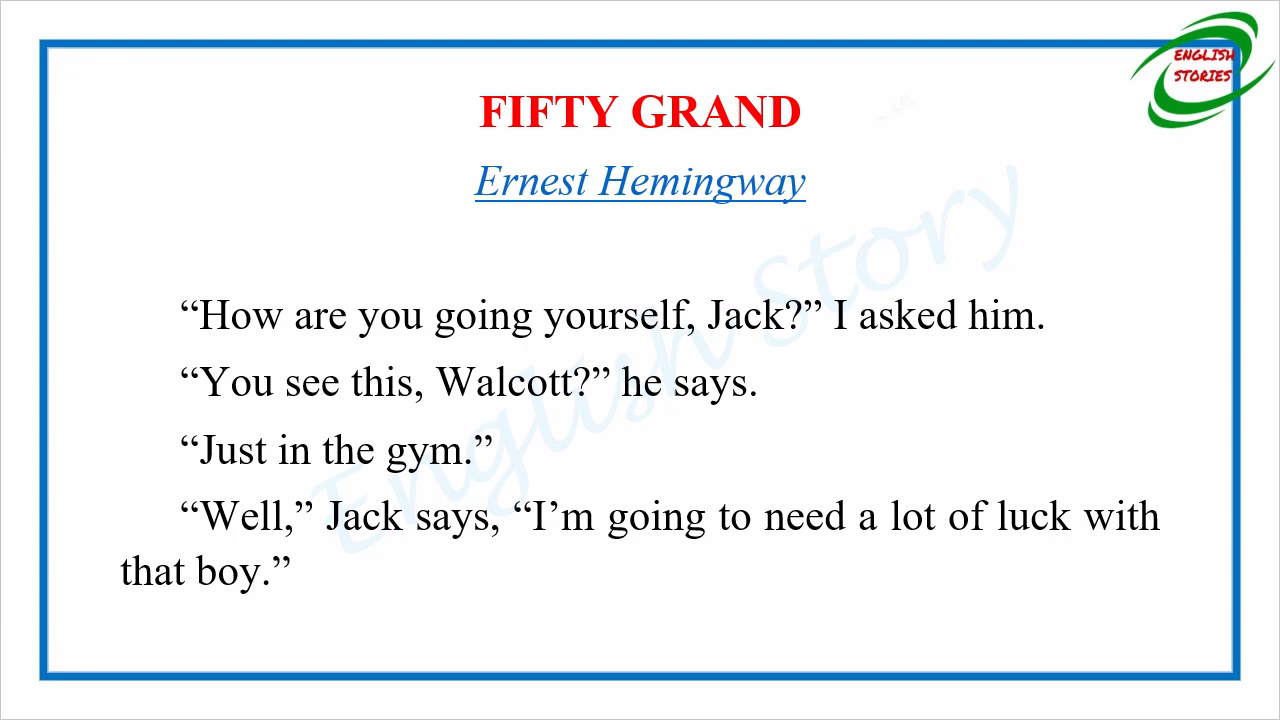 ENGLISH
STORIES
FIFTY GRAND
Ernest Hemingway
“How are you going yourself, Jack?” I asked him.
“You see this, Walcott?” he says.
“Just in the gym.”
“Well,” Jack says, “I’m going to need a lot of luck with
that boy.”
English Story